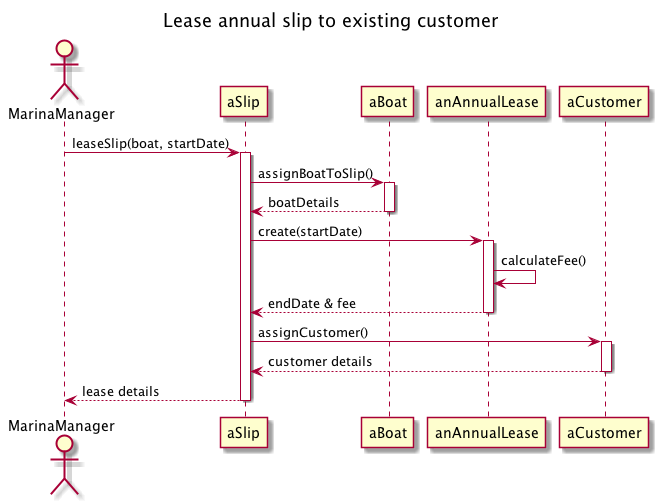 Lease annual slip to existing customer
MarinaManager
aSlip
aBoat
anAnnualLease
aCustomer
leaseSlip(boat, startDate)
assignBoatToSlip()
boatDetails
create(startDate)
calculateFee()
endDate & fee
assignCustomer()
customer details
lease details
MarinaManager
aSlip
aBoat
anAnnualLease
aCustomer